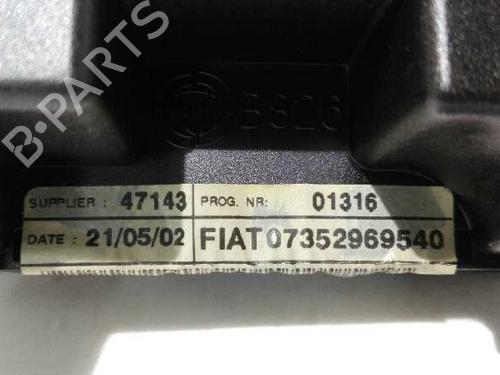 B-PARTS
B626
SUPPLIER : 47143 PROG. NR: 01316
DATE : 21/05/02 FIAT 07352969540